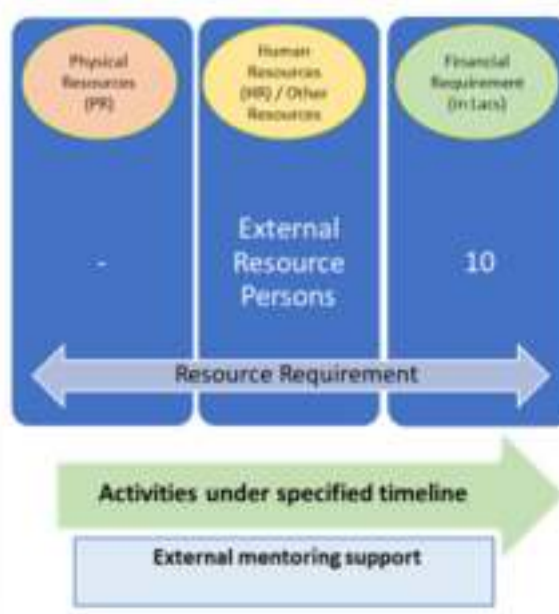 Physical
Resources
(PR)
Human
Resources
(HR) / Other
Resources
Financial
Requirement
(in Lacs)
-
External
Resource
Persons
10
Resource Requirement
Activities under specified timeline
External mentoring support